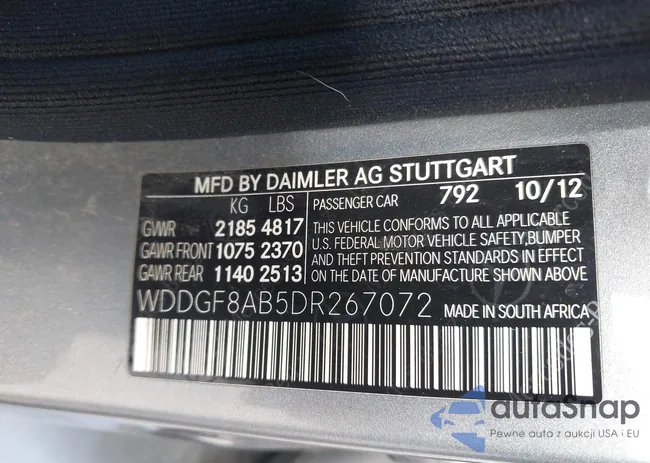 MFD BY DAIMLER AG STUTTGART
KG LBS
PASSENGER CAR 792 10/12
GVWR 2185 4817
GAWR FRONT 1075 2370
GAWR REAR 1140 2513
THIS VEHICLE CONFORMS TO ALL APPLICABLE
U.S. FEDERAL MOTOR VEHICLE SAFETY,BUMPER
AND THEFT PREVENTION STANDARDS IN EFFECT
ON THE DATE OF MANUFACTURE SHOWN ABOVE
WDDGF8AB5DR267072 MADE IN SOUTH AFRICA
autaSnap
Pewne auto z aukcji USA i EU